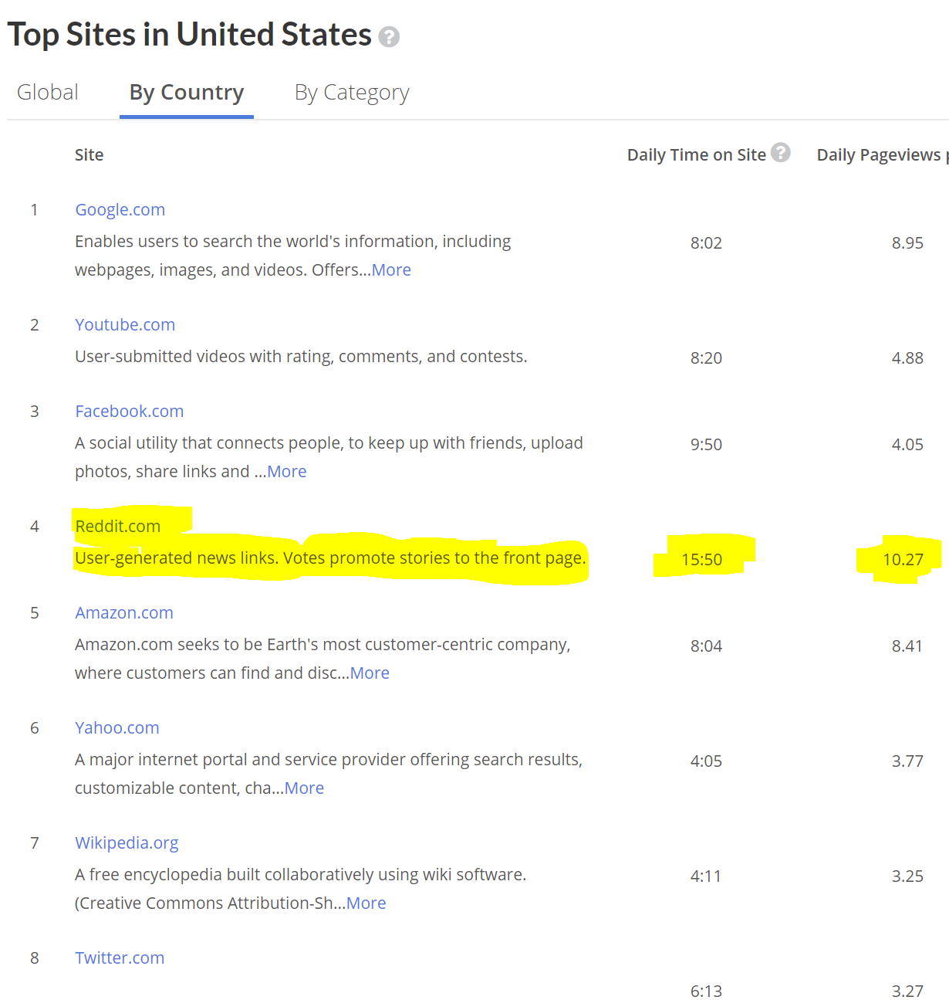 Top Sites in United States ?
Global By Country By Category
Site Daily Time on Site ? Daily Pageviews
1 Google.com
Enables users to search the world's information, including
webpages, images, and videos. Offers...More
8:02 8.95
2 Youtube.com
User-submitted videos with rating, comments, and contests.
8:20 4.88
3 Facebook.com
A social utility that connects people, to keep up with friends, upload
photos, share links and ...More
9:50 4.05
4 Reddit.com
User-generated news links. Votes promote stories to the front page.
15:50 10.27
5 Amazon.com
Amazon.com seeks to be Earth's most customer-centric company,
where customers can find and disc...More
8:04 8.41
6 Yahoo.com
A major internet portal and service provider offering search results,
customizable content, cha...More
4:05 3.77
7 Wikipedia.org
A free encyclopedia built collaboratively using wiki software.
(Creative Commons Attribution-Sh...More
4:11 3.25
8 Twitter.com
6:13 3.27